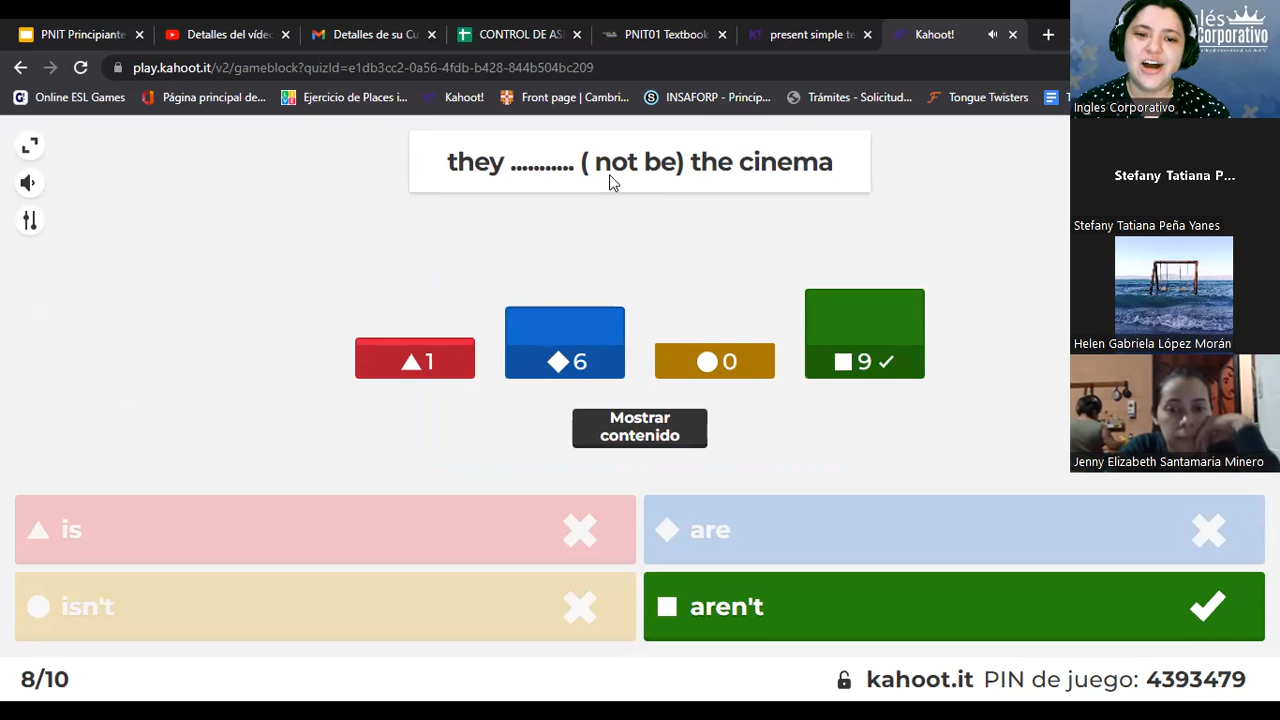 PNIT Principiante
Detalles del vídeo
Detalles de su Cu
CONTROL DE ASI
PNIT01 Textbook
present simple te
Kahoot!
play.kahoot.it/v2/gameblock?quizId=e1db3cc2-0a56-4fdb-b428-844b504bc209
Online ESL Games
Página principal de...
Ejercicio de Places i...
Kahoot!
Front page | Cambri...
INSAFORP - Princip...
Trámites - Solicitud...
Tongue Twisters
they ........... ( not be) the cinema
1
6
0
9
Mostrar
contenido
is
are
isn't
aren't
8/10
kahoot.it PIN de juego: 4393479
Ingles Corporativo
Stefany Tatiana P...
Stefany Tatiana Peña Yanes
Helen Gabriela López Morán
Jenny Elizabeth Santamaria Minero